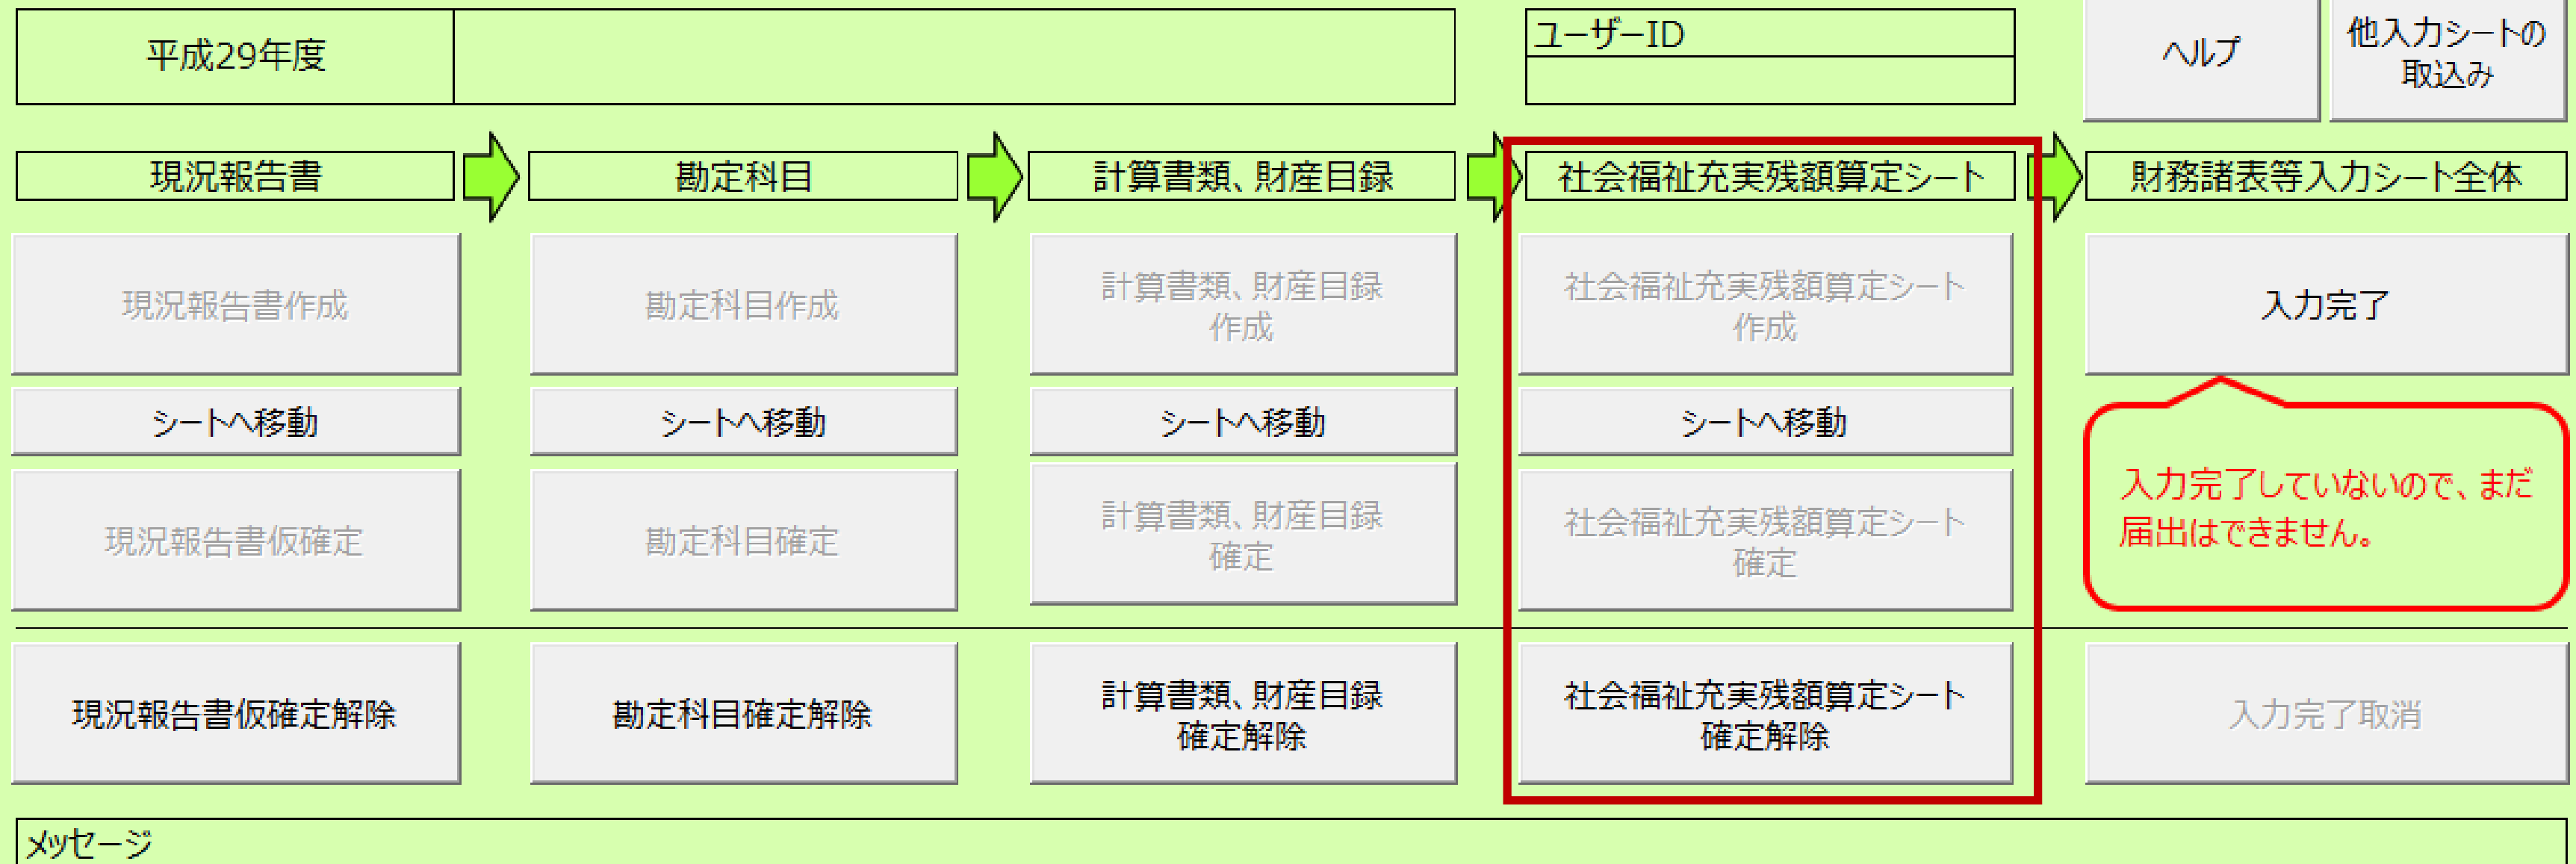 平成29年度
ユーザーID
ヘルプ
他入力シートの
取込み
現況報告書
勘定科目
計算書類、財産目録
社会福祉充実残額算定シート
財務諸表等入力シート全体
現況報告書作成
勘定科目作成
計算書類、財産目録
作成
社会福祉充実残額算定シート
作成
入力完了
シートへ移動
シートへ移動
シートへ移動
シートへ移動
入力完了していないので、まだ
届出はできません。
現況報告書仮確定
勘定科目確定
計算書類、財産目録
確定
社会福祉充実残額算定シート
確定
現況報告書仮確定解除
勘定科目確定解除
計算書類、財産目録
確定解除
社会福祉充実残額算定シート
確定解除
入力完了取消
メッセージ